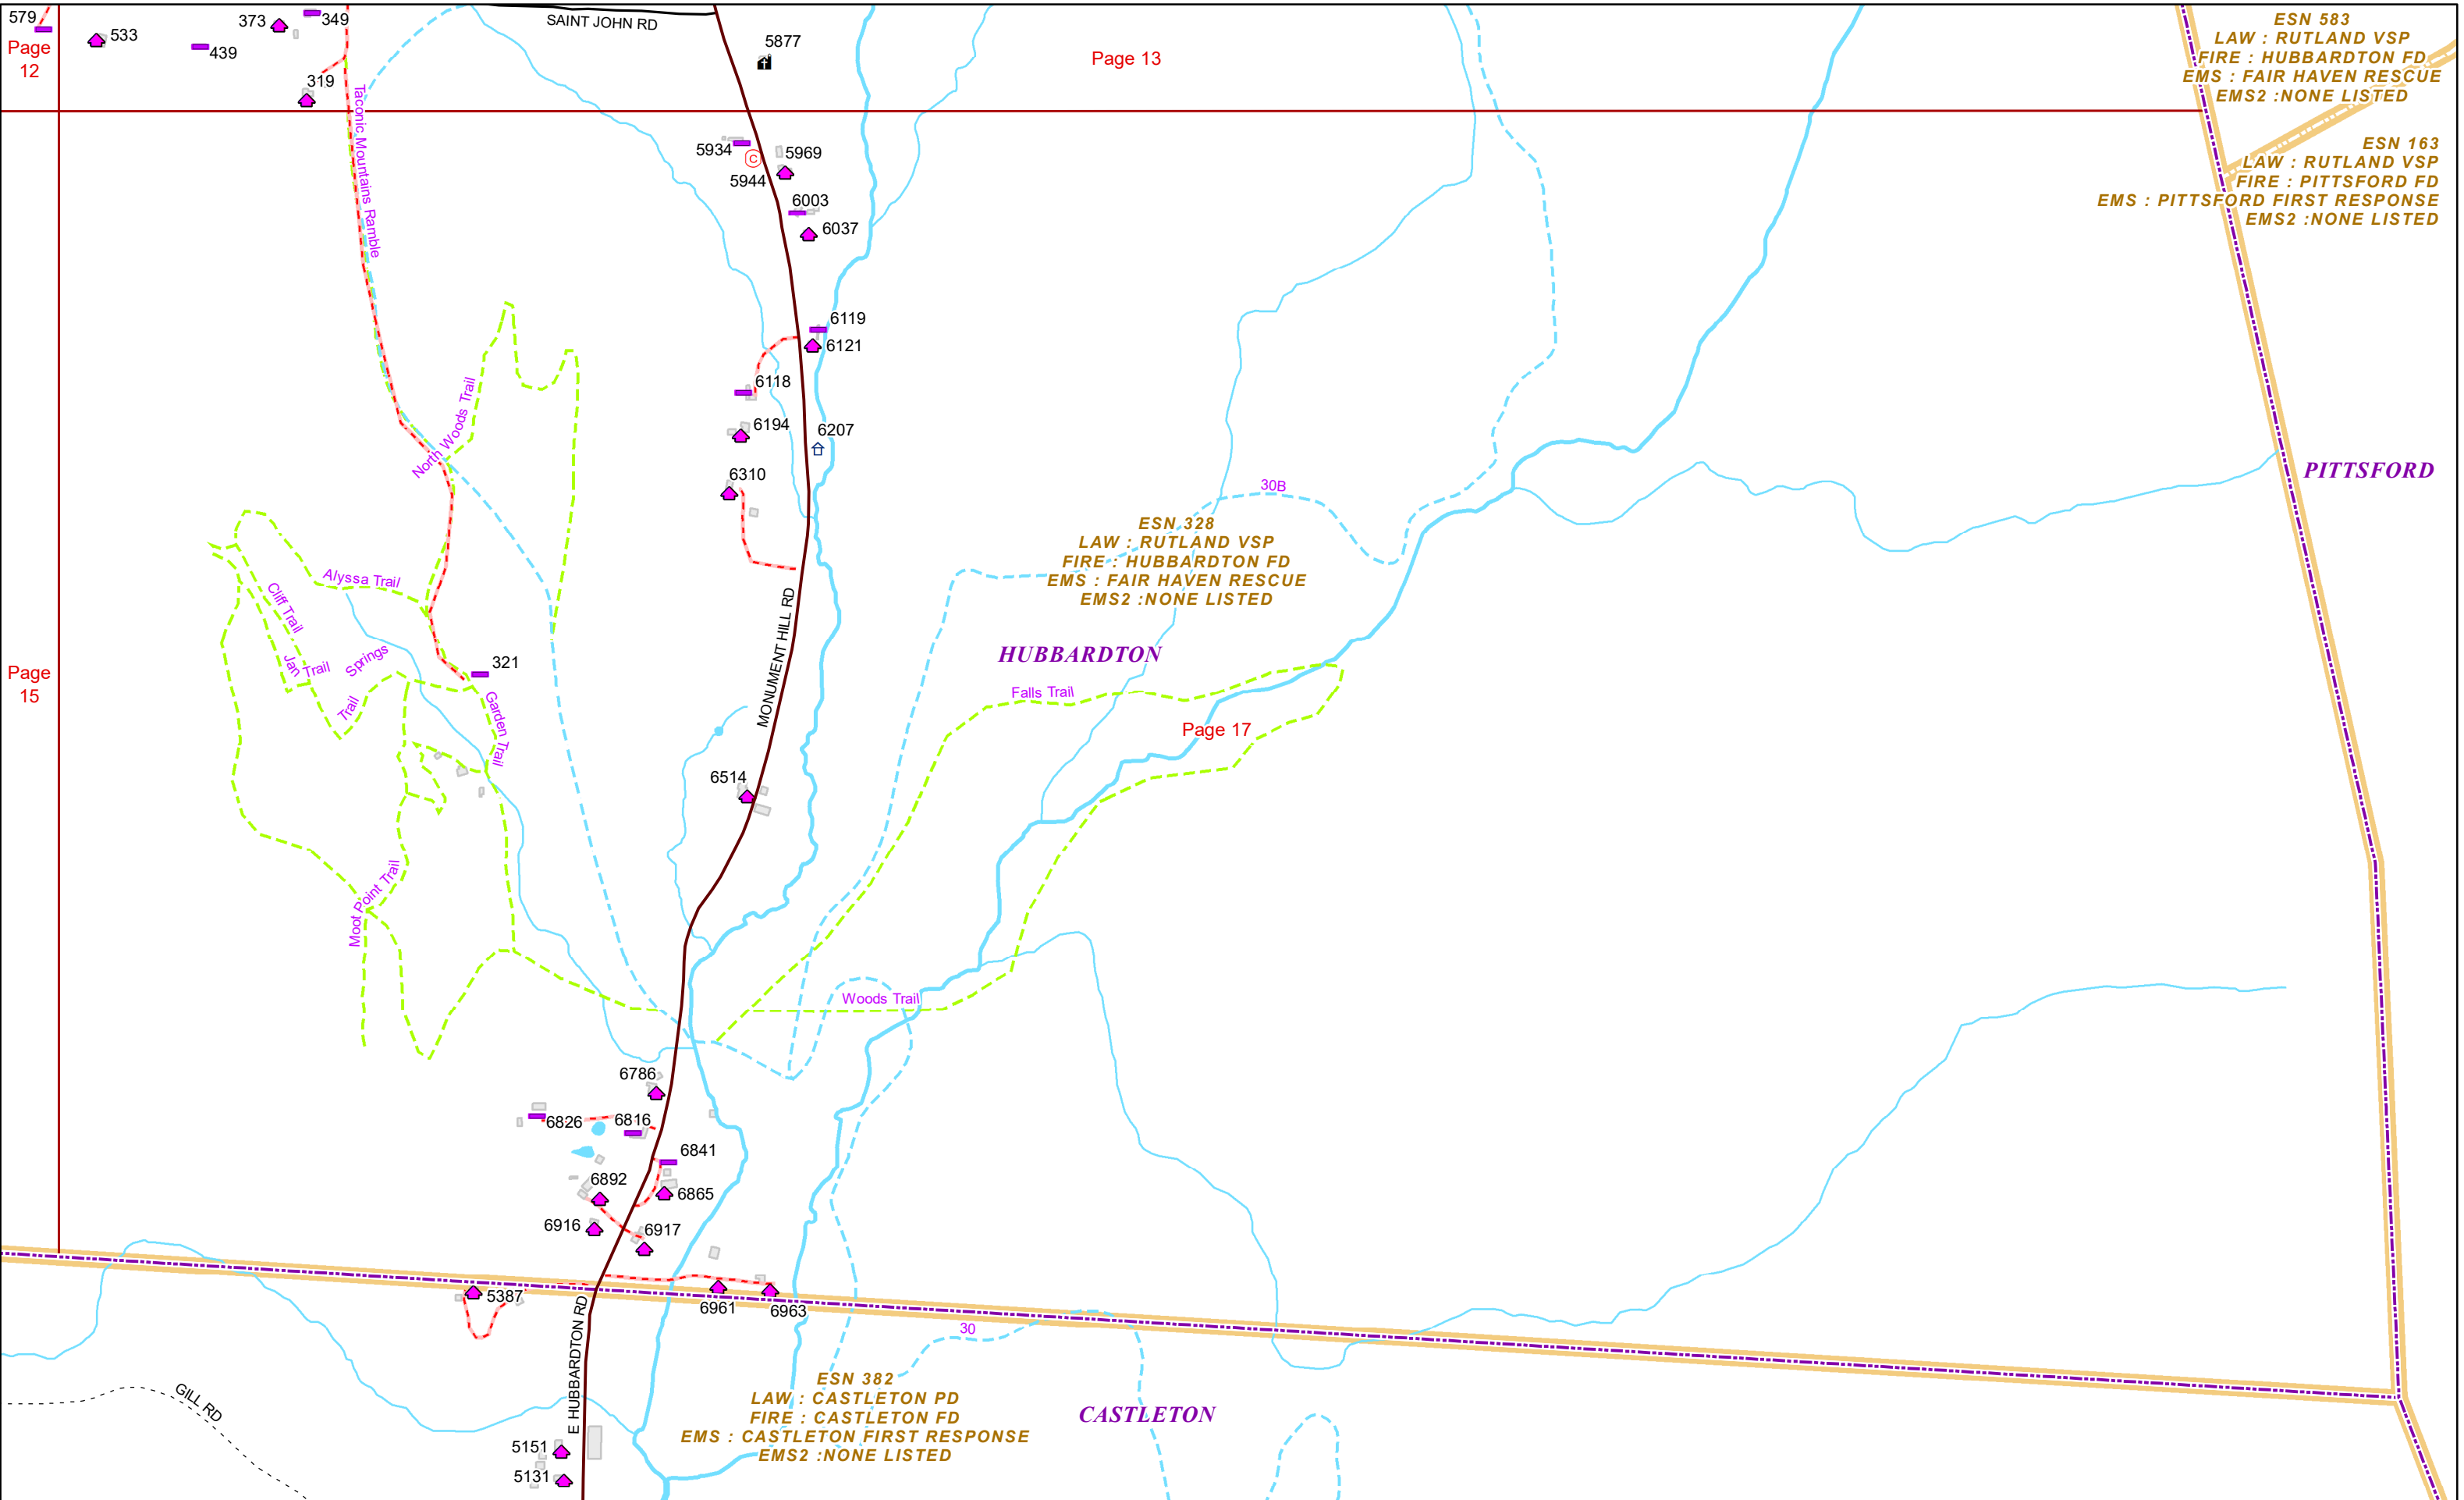 579
Page
12
533
439
373
349
319
SAINT JOHN RD
5877
Page 13
ESN 583
LAW : RUTLAND VSP
FIRE : HUBBARDTON FD
EMS : FAIR HAVEN RESCUE
EMS2 :NONE LISTED
Taconic Mountains Ramble
5934
C
5944
5969
6003
6037
ESN 163
LAW : RUTLAND VSP
FIRE : PITTSFORD FD
EMS : PITTSFORD FIRST RESPONSE
EMS2 :NONE LISTED
6119
6121
6118
6194
6207
6310
North Woods Trail
PITTSFORD
30B
ESN 328
LAW : RUTLAND VSP
FIRE : HUBBARDTON FD
EMS : FAIR HAVEN RESCUE
EMS2 :NONE LISTED
Alyssa Trail
Cliff Trail
Jan Trail
Springs
Trail
321
Garden Trail
MONUMENT HILL RD
HUBBARDTON
Falls Trail
Page 17
Page
15
6514
Moot Point Trail
Woods Trail
6786
6826
6816
6841
6892
6865
6916
6917
5387
6961
6963
E HUBBARDTON RD
30
GILL RD
ESN 382
LAW : CASTLETON PD
FIRE : CASTLETON FD
EMS : CASTLETON FIRST RESPONSE
EMS2 :NONE LISTED
CASTLETON
5151
5131